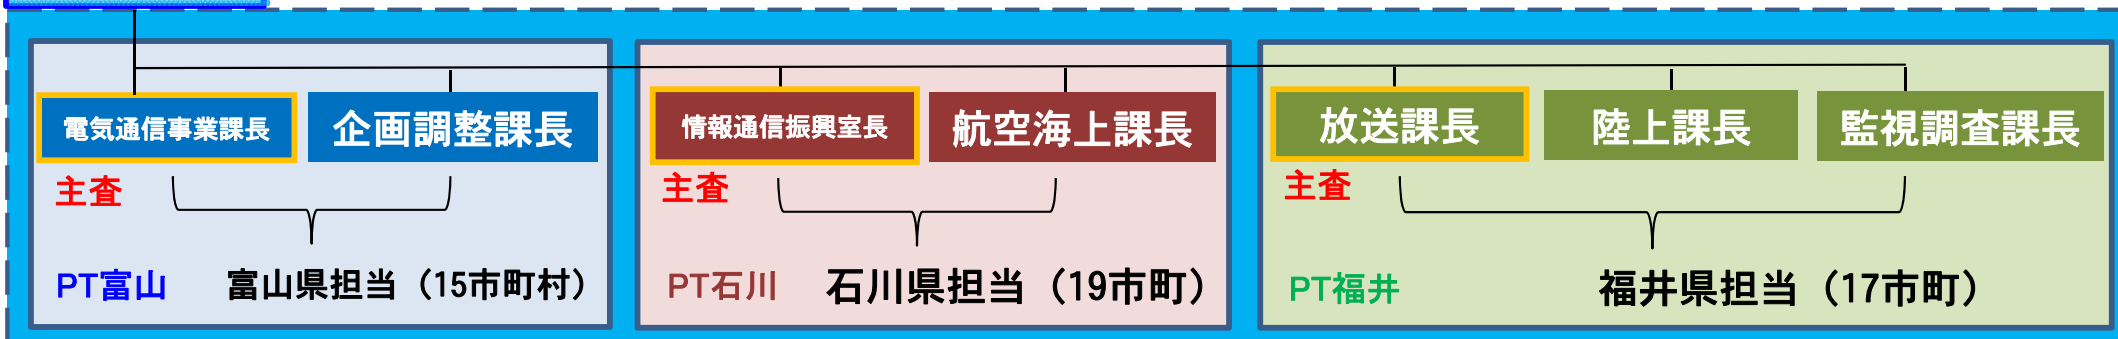 電気通信事業課長
企画調整課長
主査
PT富山
富山県担当（15市町村）
情報通信振興室長
航空海上課長
主査
PT石川
石川県担当（19市町）
放送課長
陸上課長
監視調査課長
主査
PT福井
福井県担当（17市町）